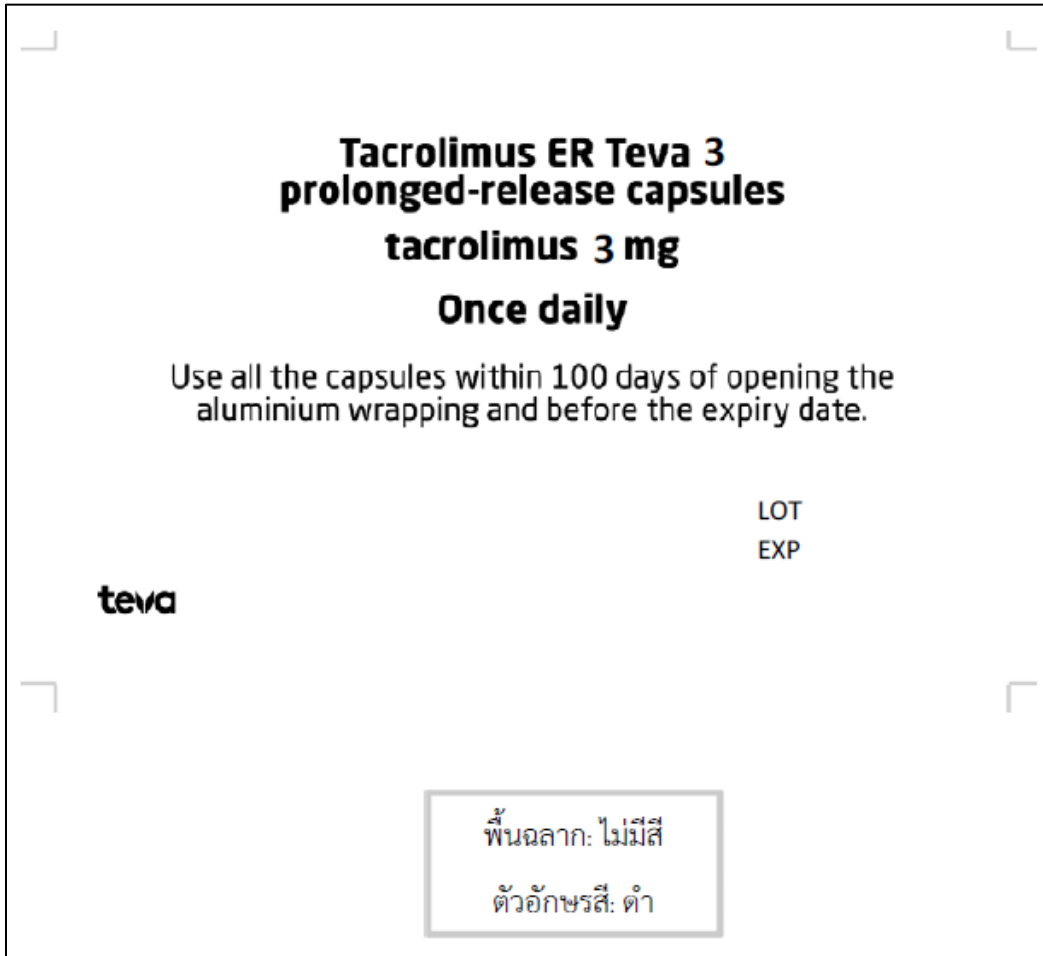 Tacrolimus ER Teva 3
prolonged-release capsules
tacrolimus 3 mg
Once daily
Use all the capsules within 100 days of opening the
aluminium wrapping and before the expiry date.
LOT
EXP
teva
พื้นฉลาก: ไม่มีสี
ตัวอักษรสี: ดำ